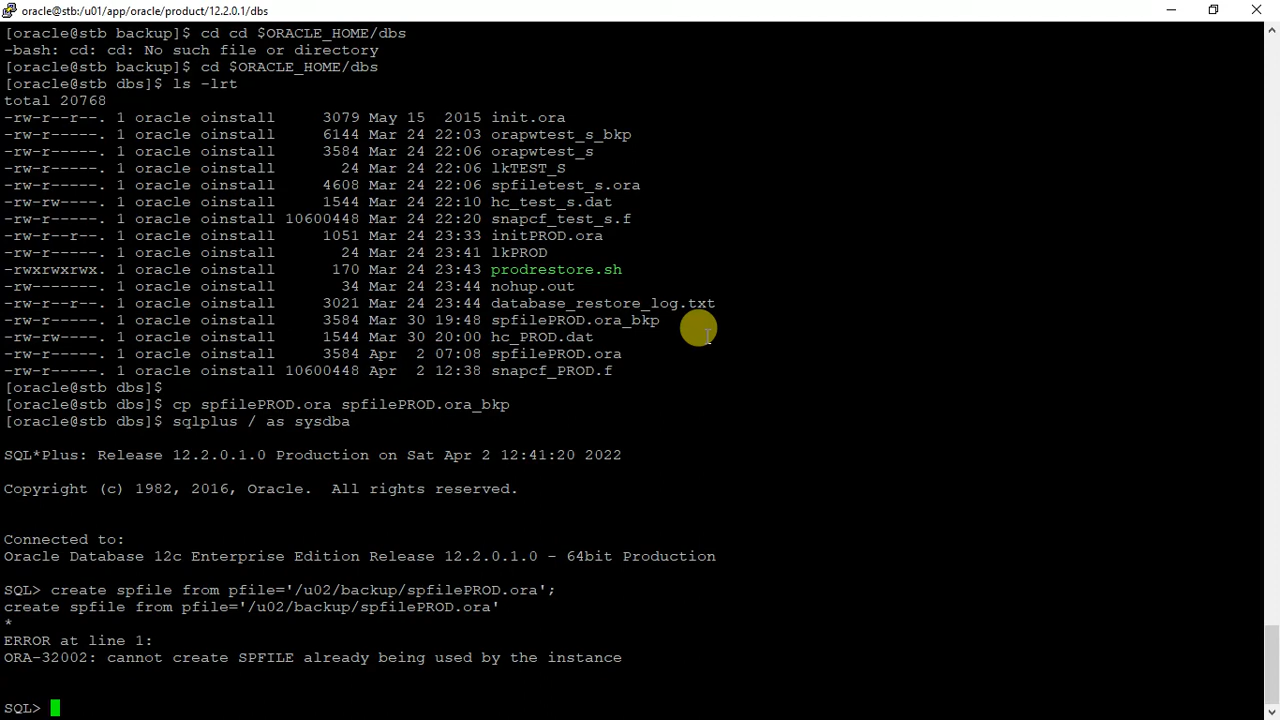 oracle@stb:/u01/app/oracle/product/12.2.0.1/dbs
[oracle@stb backup]$ cd cd $ORACLE_HOME/dbs
-bash: cd: cd: No such file or directory
[oracle@stb backup]$ cd $ORACLE_HOME/dbs
[oracle@stb dbs]$ ls -lrt
total 20768
-rw-r--r--. 1 oracle oinstall     3079 May 15  2015 init.ora
-rw-r-----. 1 oracle oinstall     6144 Mar 24 22:03 orapwtest_s_bkp
-rw-r-----. 1 oracle oinstall     3584 Mar 24 22:06 orapwtest_s
-rw-r-----. 1 oracle oinstall       24 Mar 24 22:06 lkTEST_S
-rw-r-----. 1 oracle oinstall     4608 Mar 24 22:06 spfiletest_s.ora
-rw-rw----. 1 oracle oinstall     1544 Mar 24 22:10 hc_test_s.dat
-rw-r-----. 1 oracle oinstall 10600448 Mar 24 22:20 snapcf_test_s.f
-rw-r--r--. 1 oracle oinstall     1051 Mar 24 23:33 initPROD.ora
-rw-r-----. 1 oracle oinstall       24 Mar 24 23:41 lkPROD
-rwxrwxrwx. 1 oracle oinstall      170 Mar 24 23:43 prodrestore.sh
-rw-r--r--. 1 oracle oinstall       34 Mar 24 23:44 nohup.out
-rw-r--r--. 1 oracle oinstall     3021 Mar 24 23:44 database_restore_log.txt
-rw-r-----. 1 oracle oinstall     3584 Mar 30 19:48 spfilePROD.ora_bkp
-rw-rw----. 1 oracle oinstall     1544 Mar 30 20:00 hc_PROD.dat
-rw-r-----. 1 oracle oinstall     3584 Apr  2 07:08 spfilePROD.ora
-rw-r-----. 1 oracle oinstall 10600448 Apr  2 12:38 snapcf_PROD.f
[oracle@stb dbs]$
[oracle@stb dbs]$ cp spfilePROD.ora spfilePROD.ora_bkp
[oracle@stb dbs]$ sqlplus / as sysdba
SQL*Plus: Release 12.2.0.1.0 Production on Sat Apr 2 12:41:20 2022
Copyright (c) 1982, 2016, Oracle.  All rights reserved.
Connected to:
Oracle Database 12c Enterprise Edition Release 12.2.0.1.0 - 64bit Production
SQL> create spfile from pfile='/u02/backup/spfilePROD.ora';
create spfile from pfile='/u02/backup/spfilePROD.ora'
*
ERROR at line 1:
ORA-32002: cannot create SPFILE already being used by the instance
SQL>